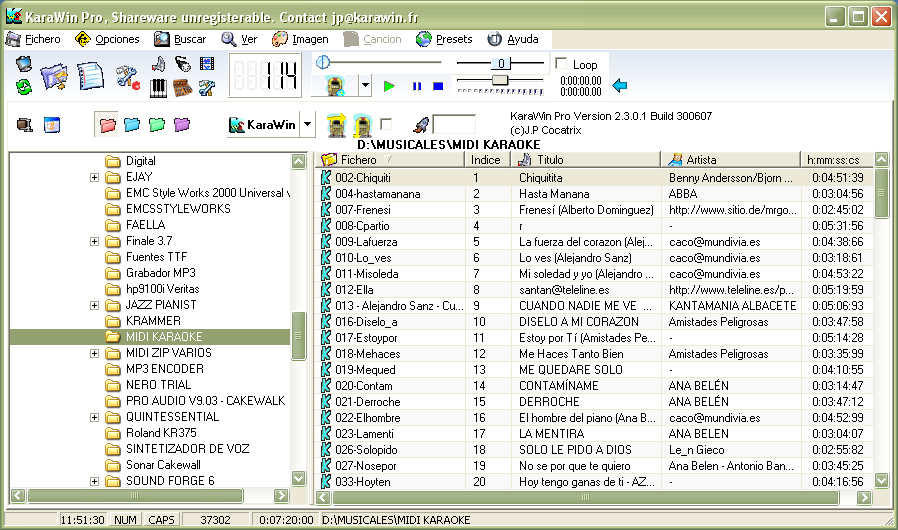 KaraWin Pro, Shareware unregisterable. Contact jp@karawin.fr
Fichero Opciones Buscar Ver Imagen Cancion Presets Ayuda
114
0
Loop
0:00:00.00
0:00:00.00
KaraWin
KaraWin Pro Version 2.3.0.1 Build 300607
(c)J.P Cocatrix
D:\MUSICALES\MIDI KARAOKE
Digital
EJAY
EMC Style Works 2000 Universal v
EMCSSTYLEWORKS
FAELLA
Finale 3.7
Fuentes TTF
Grabador MP3
hp9100i Veritas
JAZZ PIANIST
KRAMMER
MIDI KARAOKE
MIDI ZIP VARIOS
MP3 ENCODER
NERO TRIAL
PRO AUDIO V9.03 - CAKEWALK
QUINTESSENTIAL
Roland KR375
SINTETIZADOR DE VOZ
Sonar Cakewall
SOUND FORGE 6
Fichero Indice Titulo Artista h:mm:ss:cs
002-Chiquiti 1 Chiquitita Benny Andersson/Bjorn ... 0:04:51:39
004-hastamanana 2 Hasta Manana ABBA 0:03:04:56
007-Frenesi 3 Frenesí (Alberto Dominguez) http://www.sitio.de/mrgo... 0:02:45:02
008-Cpartio 4 r - 0:05:31:56
009-Lafuerza 5 La fuerza del corazon (Alej... caco@mundivia.es 0:04:38:66
010-Lo_ves 6 Lo ves (Alejandro Sanz) caco@mundivia.es 0:03:18:61
011-Misoleda 7 Mi soledad y yo (Alejandro ... caco@mundivia.es 0:04:53:22
012-Ella 8 santan@teleline.es http://www.teleline.es/p... 0:05:19:59
013 - Alejandro Sanz - Cu... 9 CUANDO NADIE ME VE KANTAMANIA ALBACETE 0:05:06:93
016-Diselo_a 10 DISELO A MI CORAZON Amistades Peligrosas 0:03:47:58
017-Estoypor 11 Estoy por Tí (Amistades Pe... - 0:05:14:28
018-Mehaces 12 Me Haces Tanto Bien Amistades Peligrosas 0:03:35:99
019-Mequed 13 ME QUEDARE SOLO - 0:04:10:55
020-Contam 14 CONTAMÍNAME ANA BELÉN 0:03:14:47
021-Derroche 15 DERROCHE ANA BELÉN 0:03:47:12
022-Elhombre 16 El hombre del piano (Ana B... caco@mundivia.es 0:04:52:99
023-Lamenti 17 LA MENTIRA ANA BELÉN 0:03:04:07
026-Solopido 18 SOLO LE PIDO A DIOS Le_n Gieco 0:02:55:82
027-Nosepor 19 No se por que te quiero Ana Belen - Antonio Ban... 0:03:45:25
033-Hoyten 20 Hoy tengo ganas de ti - AZ... - 0:04:16:56
11:51:30 NUM CAPS 37302 0:07:20:00 D:\MUSICALES\MIDI KARAOKE